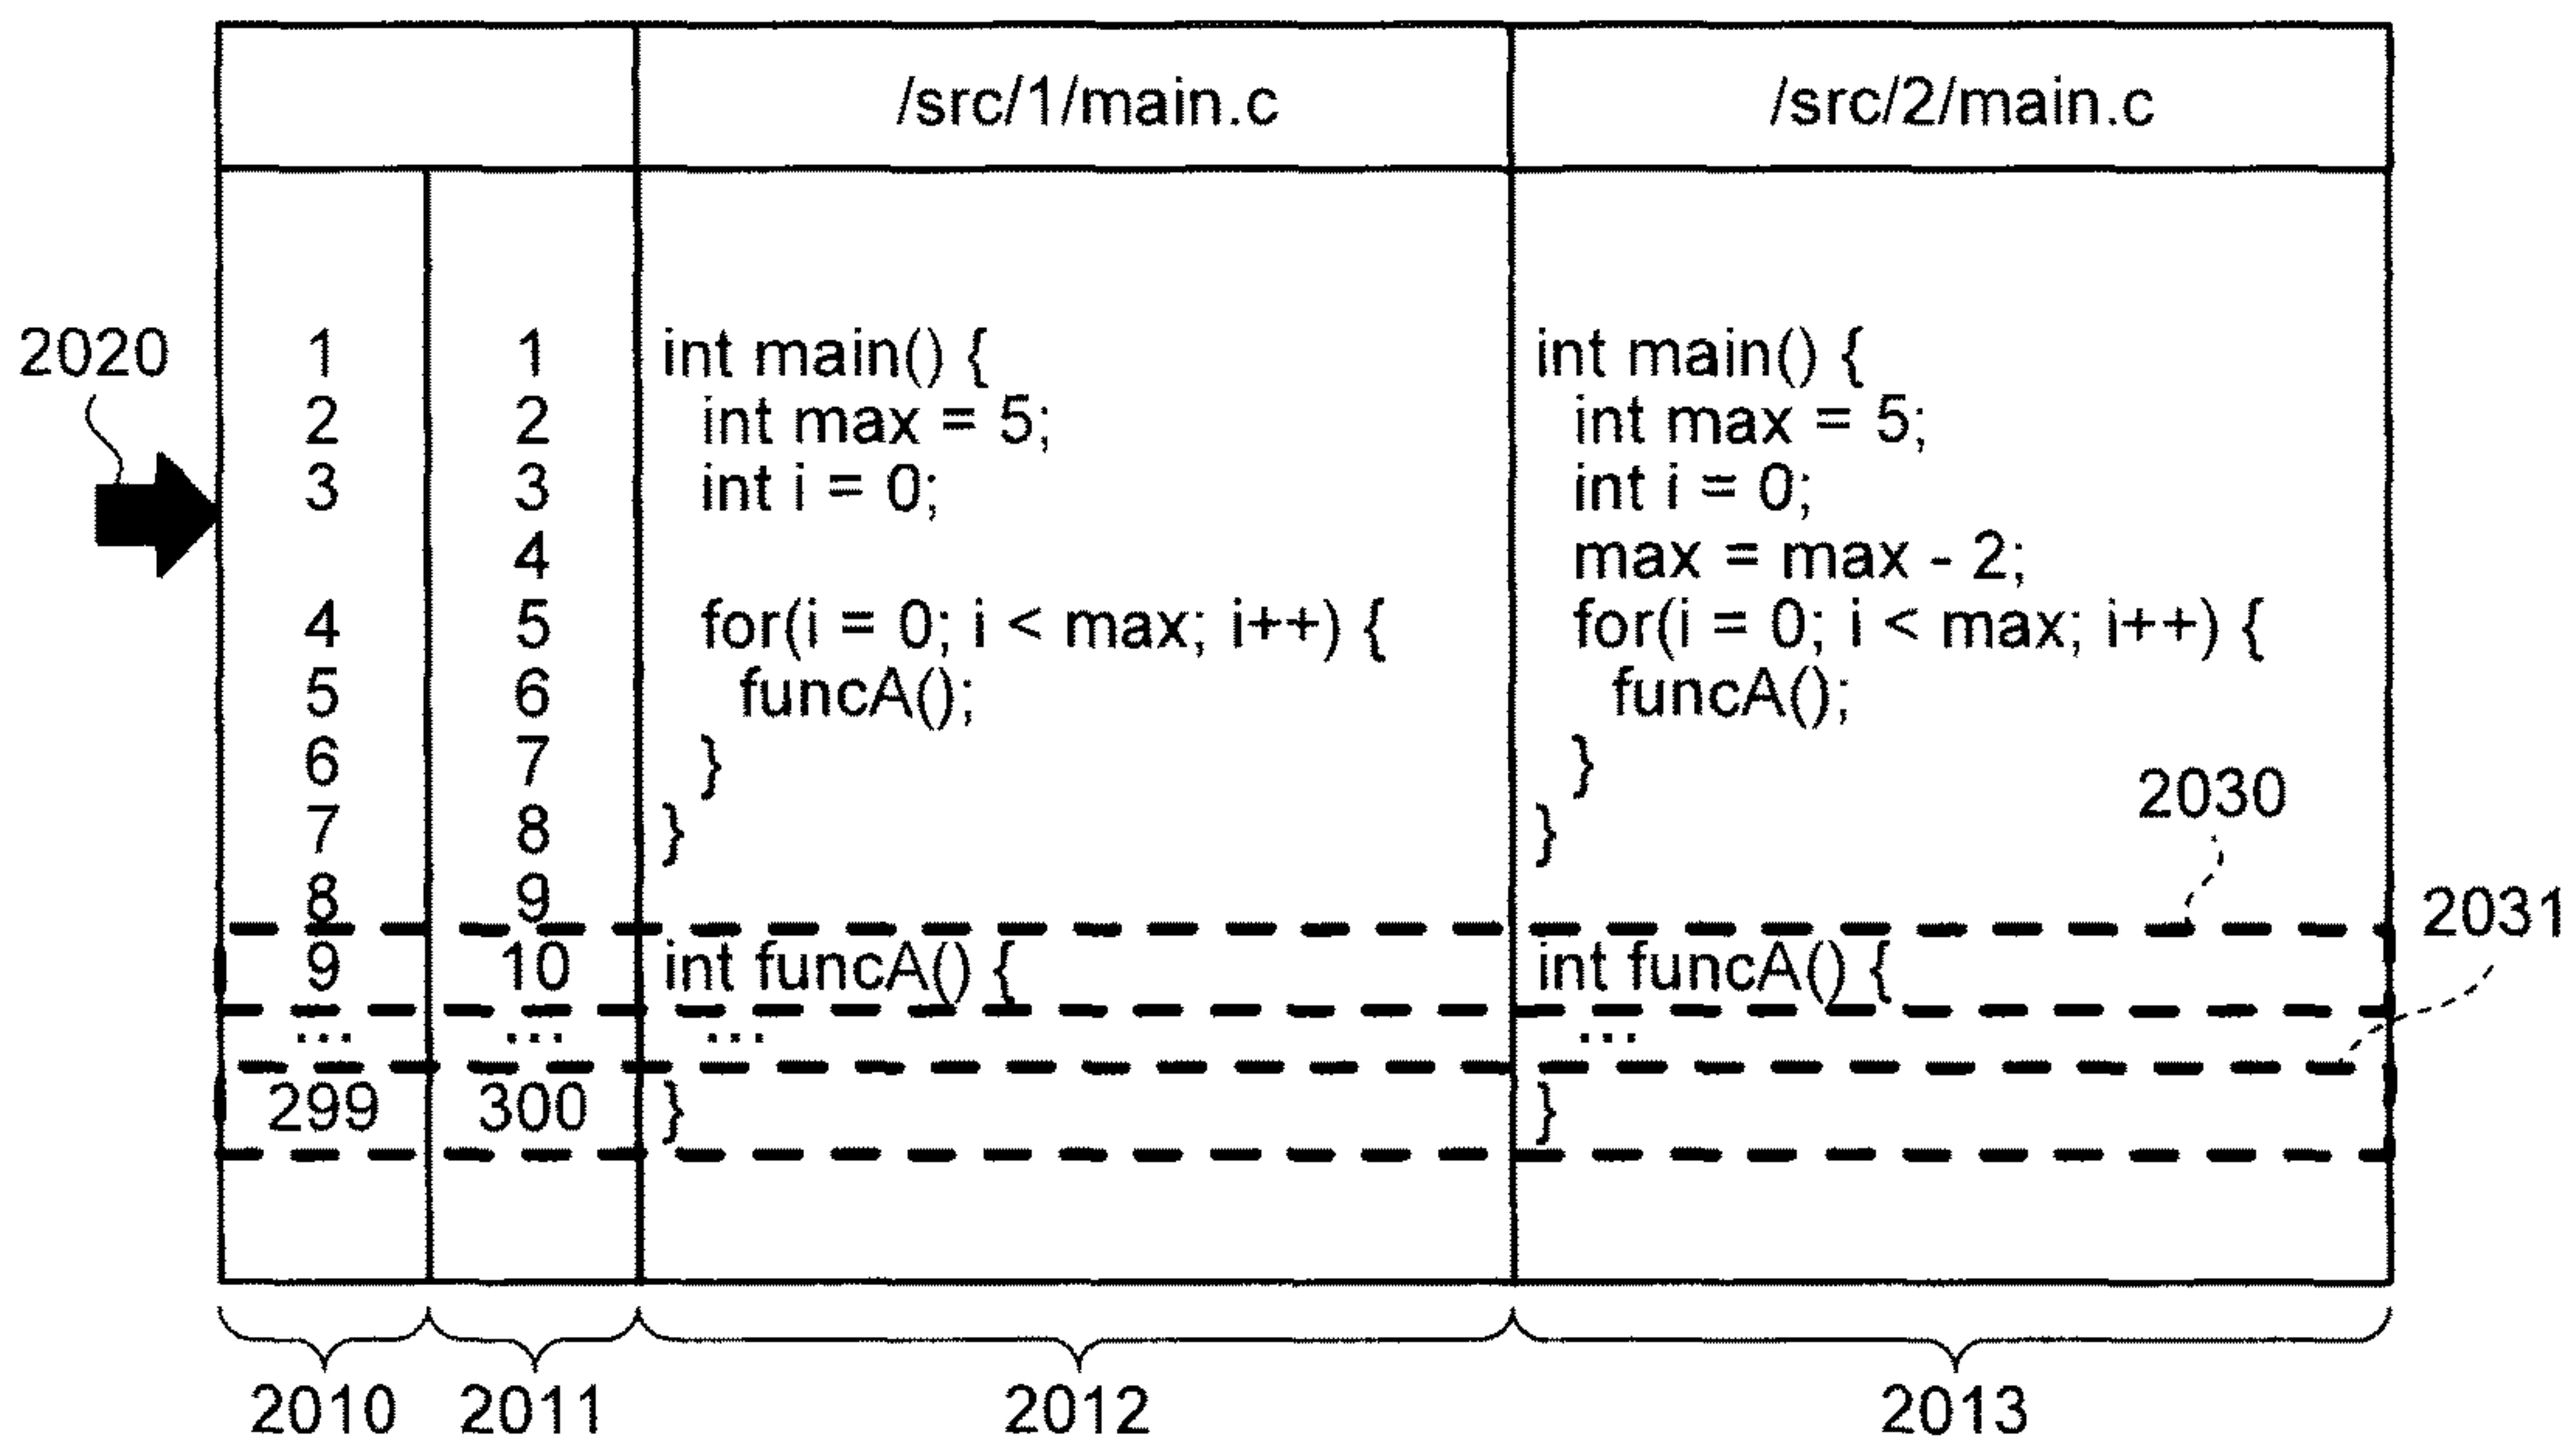 /src/1/main.c /src/2/main.c
2020 1 1 int main() { int main() {
2 2 int max = 5; int max = 5;
3 3 int i = 0; int i = 0;
4 max = max - 2;
4 5 for(i = 0; i < max; i++) { for(i = 0; i < max; i++) {
5 6 funcA(); funcA();
6 7 } }
2030
7 8 } }
8 9
2031
9 10 int funcA() { int funcA() {
... ... ... ...
299 300 } }
2010 2011 2012 2013